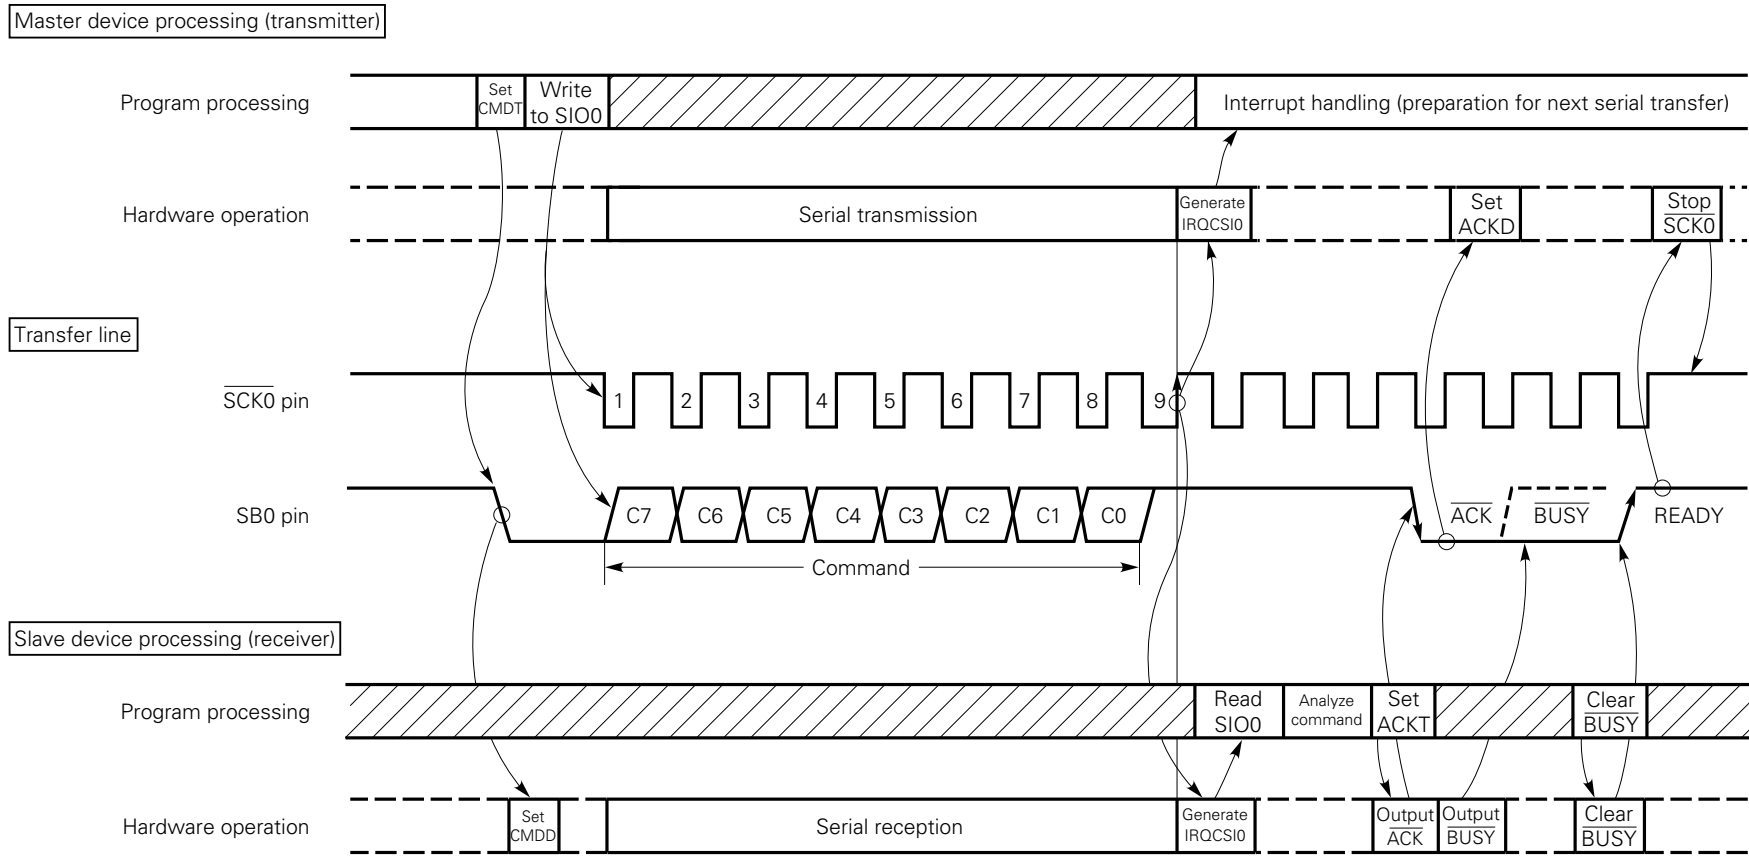 Master device processing (transmitter)
Program processing
Set
CMDT
Write
to SIO0
Interrupt handling (preparation for next serial transfer)
Hardware operation
Serial transmission
Generate
IRQCSI0
Set
ACKD
Stop
SCK0
Transfer line
SCK0 pin
1 2 3 4 5 6 7 8 9
SB0 pin
C7 C6 C5 C4 C3 C2 C1 C0
ACK
BUSY
READY
Command
Slave device processing (receiver)
Program processing
Read
SIO0
Analyze
command
Set
ACKT
Clear
BUSY
Hardware operation
Set
CMDD
Serial reception
Generate
IRQCSI0
Output
ACK
Output
BUSY
Clear
BUSY